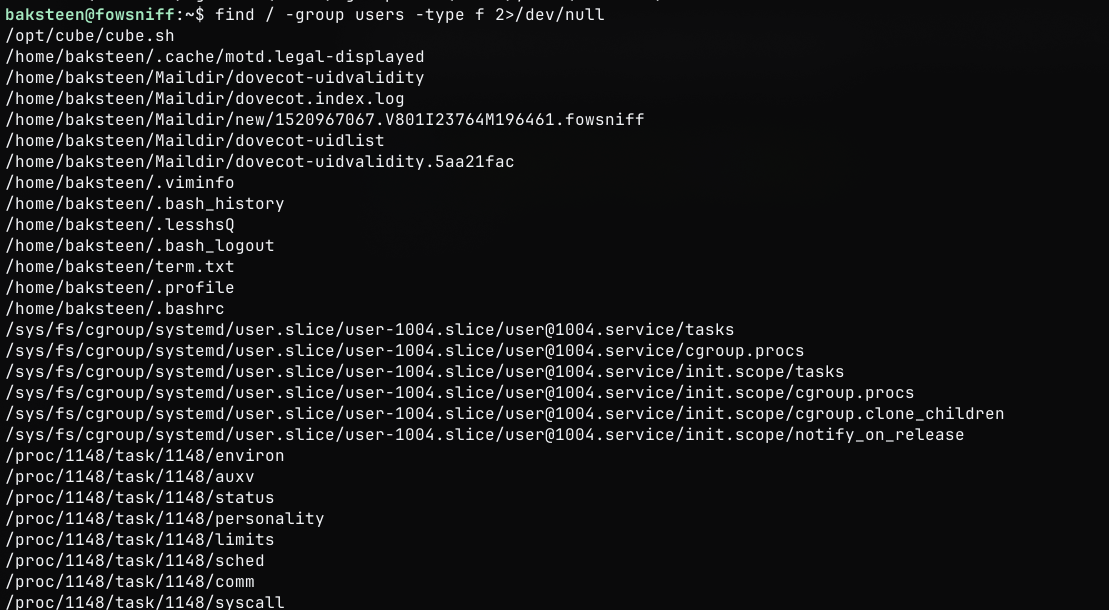 baksteen@fowsniff:~$ find / -group users -type f 2>/dev/null
/opt/cube/cube.sh
/home/baksteen/.cache/motd.legal-displayed
/home/baksteen/Maildir/dovecot-uidvalidity
/home/baksteen/Maildir/dovecot.index.log
/home/baksteen/Maildir/new/1520967067.V801I23764M196461.fowsniff
/home/baksteen/Maildir/dovecot-uidlist
/home/baksteen/Maildir/dovecot-uidvalidity.5aa21fac
/home/baksteen/.viminfo
/home/baksteen/.bash_history
/home/baksteen/.lesshsQ
/home/baksteen/.bash_logout
/home/baksteen/term.txt
/home/baksteen/.profile
/home/baksteen/.bashrc
/sys/fs/cgroup/systemd/user.slice/user-1004.slice/user@1004.service/tasks
/sys/fs/cgroup/systemd/user.slice/user-1004.slice/user@1004.service/cgroup.procs
/sys/fs/cgroup/systemd/user.slice/user-1004.slice/user@1004.service/init.scope/tasks
/sys/fs/cgroup/systemd/user.slice/user-1004.slice/user@1004.service/init.scope/cgroup.procs
/sys/fs/cgroup/systemd/user.slice/user-1004.slice/user@1004.service/init.scope/cgroup.clone_children
/sys/fs/cgroup/systemd/user.slice/user-1004.slice/user@1004.service/init.scope/notify_on_release
/proc/1148/task/1148/environ
/proc/1148/task/1148/auxv
/proc/1148/task/1148/status
/proc/1148/task/1148/personality
/proc/1148/task/1148/limits
/proc/1148/task/1148/sched
/proc/1148/task/1148/comm
/proc/1148/task/1148/syscall